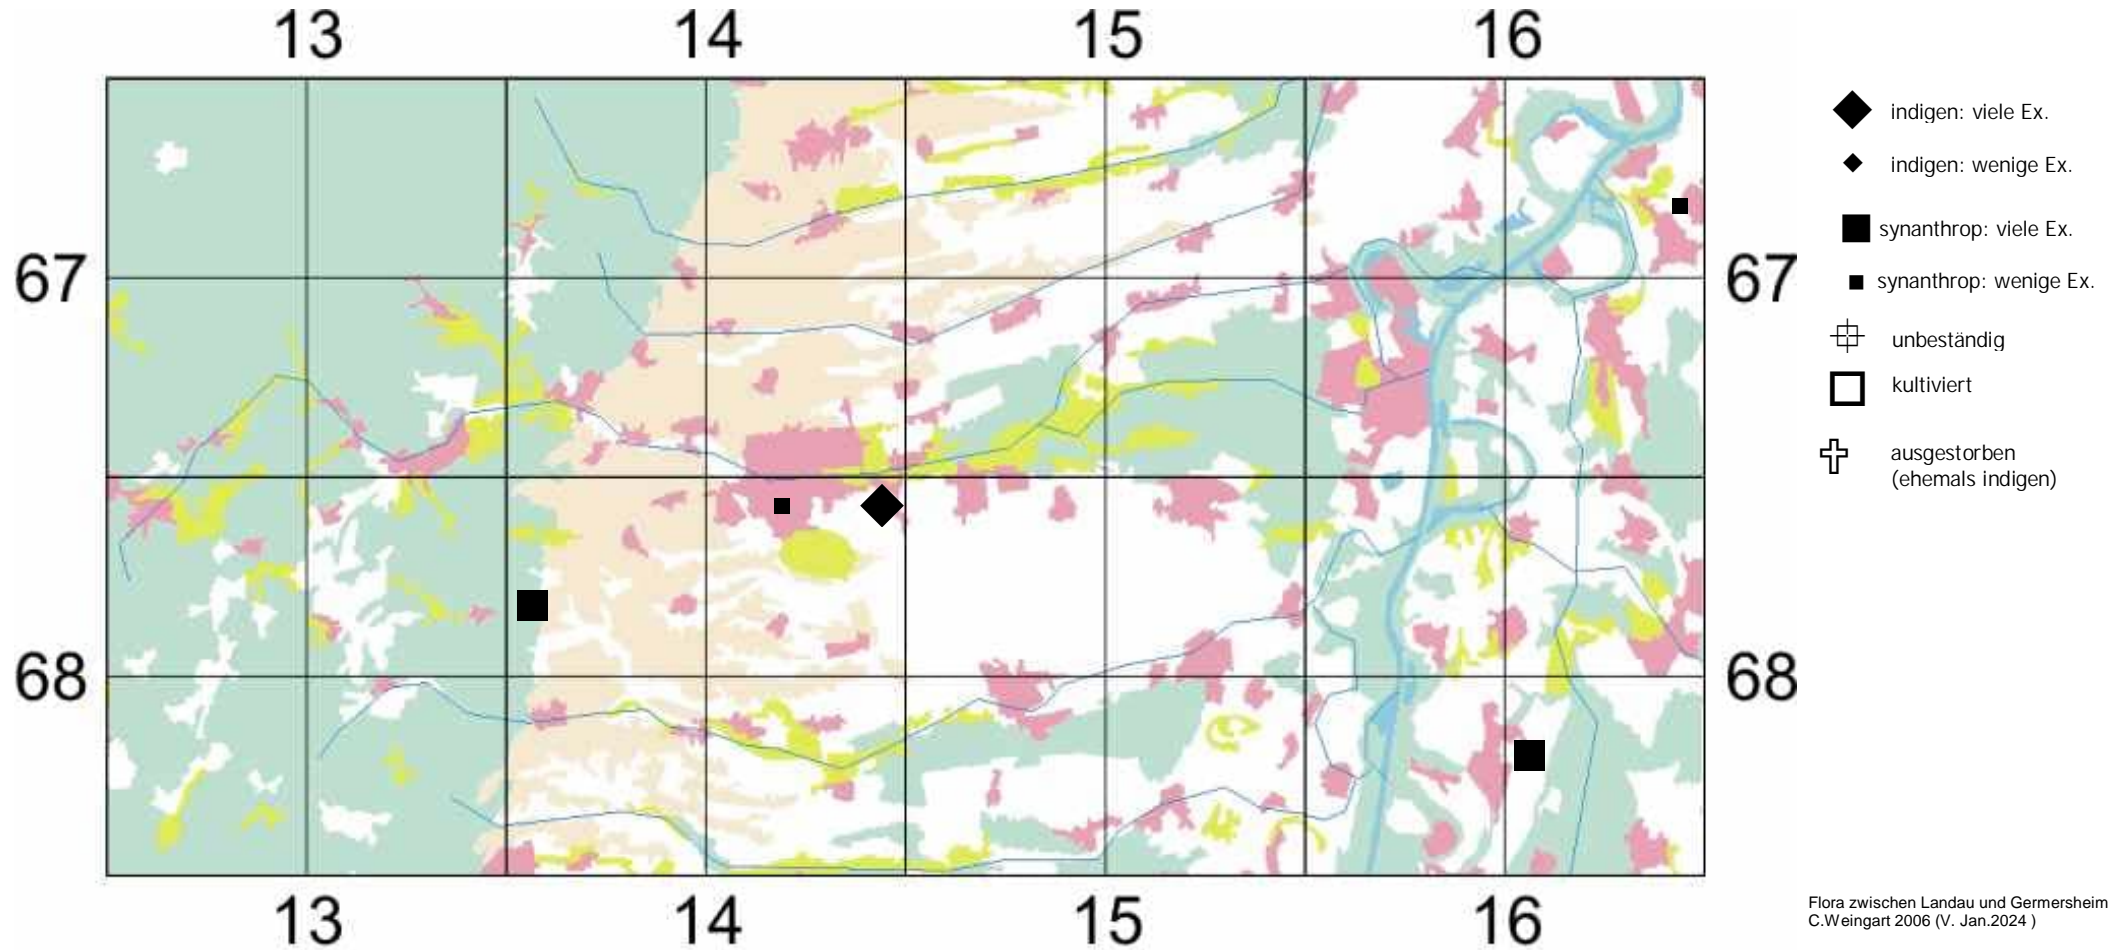 13 14 15 16
67 67
68 68
13 14 15 16
indigen: viele Ex.
indigen: wenige Ex.
synanthrop: viele Ex.
synanthrop: wenige Ex.
unbeständig
kultiviert
ausgestorben
(ehemals indigen)
Flora zwischen Landau und Germersheim
C.Weingart 2006 (V. Jan.2024 )